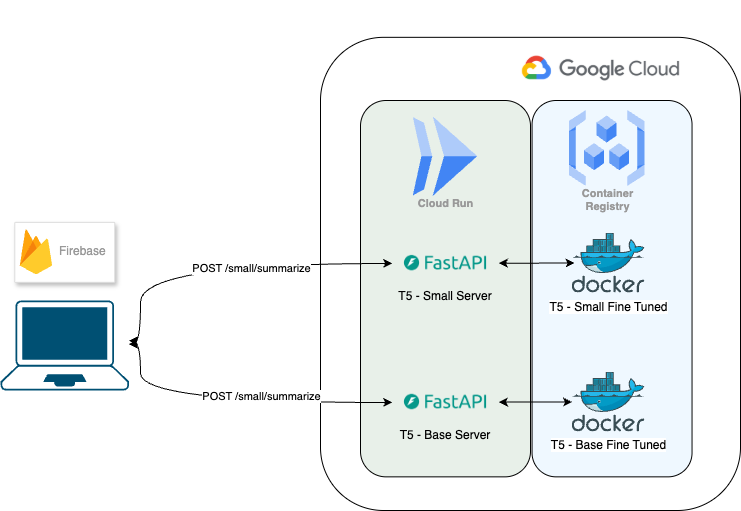 Google Cloud
Cloud Run
Container
Registry
Firebase
POST /small/summarize
FastAPI
T5 - Small Server
docker
T5 - Small Fine Tuned
POST /small/summarize
FastAPI
T5 - Base Server
docker
T5 - Base Fine Tuned